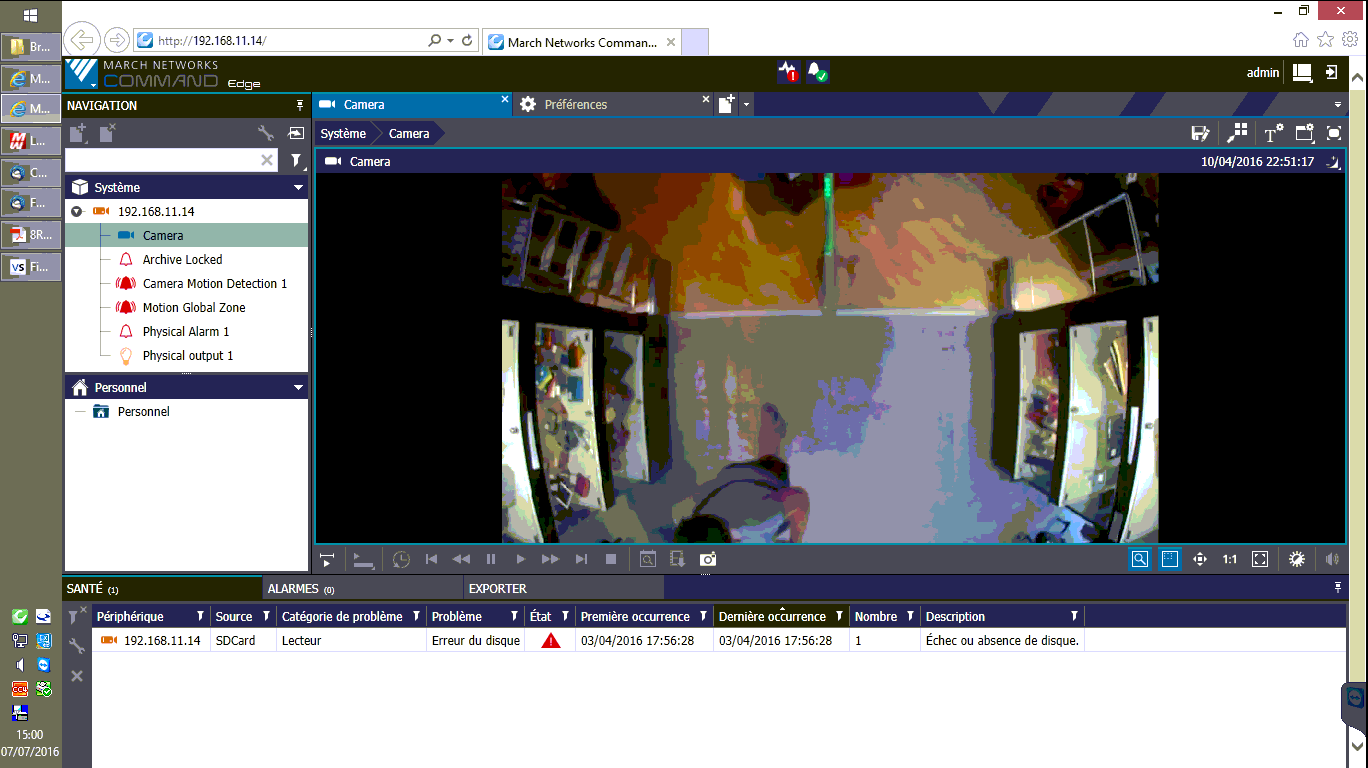 Br...
M...
M...
L...
C...
F...
8R...
Fi...
15:00
07/07/2016
http://192.168.11.14/
March Networks Comman...
MARCH NETWORKS
COMMAND Edge
admin
NAVIGATION
Système
192.168.11.14
Camera
Archive Locked
Camera Motion Detection 1
Motion Global Zone
Physical Alarm 1
Physical output 1
Personnel
Personnel
Camera
Préférences
Système
Camera
Camera
10/04/2016 22:51:17
1:1
SANTÉ (1)
ALARMES (0)
EXPORTER
Périphérique Source Catégorie de problème Problème État Première occurrence Dernière occurrence Nombre Description
192.168.11.14 SDCard Lecteur Erreur du disque 03/04/2016 17:56:28 03/04/2016 17:56:28 1 Échec ou absence de disque.